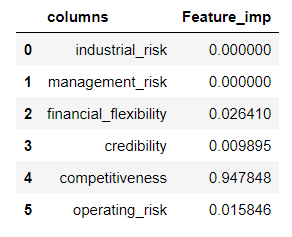 columns Feature_imp
0 industrial_risk 0.000000
1 management_risk 0.000000
2 financial_flexibility 0.026410
3 credibility 0.009895
4 competitiveness 0.947848
5 operating_risk 0.015846